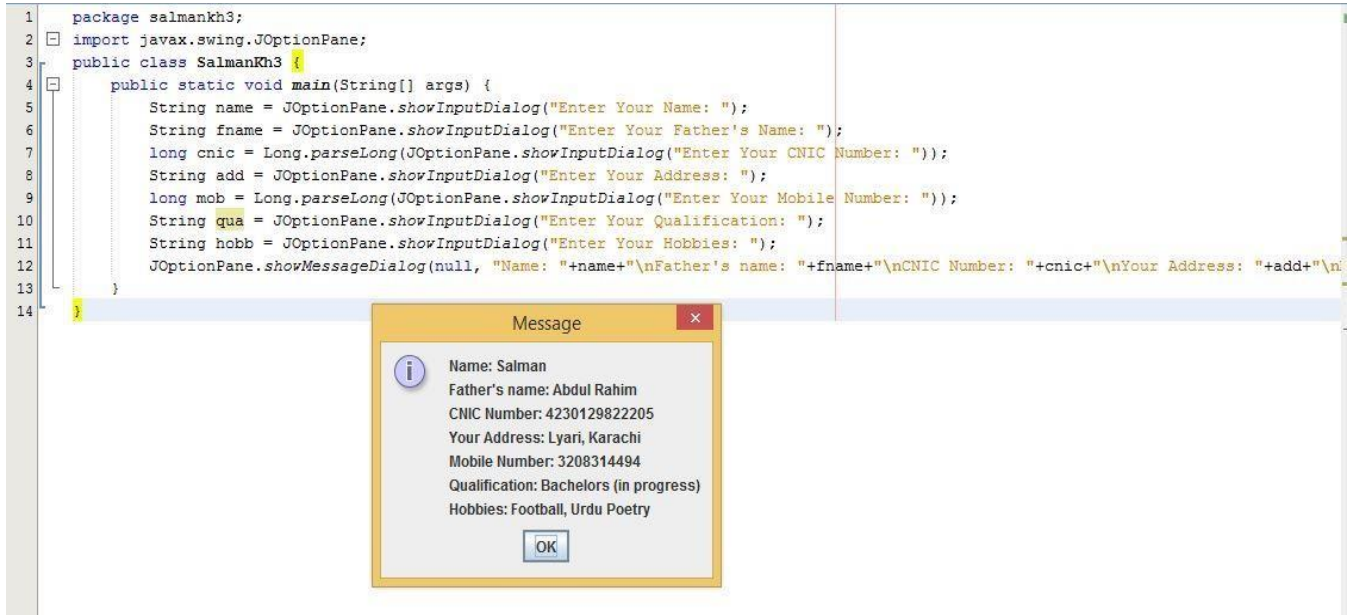 1 package salmankh3;
2 import javax.swing.JOptionPane;
3 public class SalmanKh3 {
4 public static void main(String[] args) {
5 String name = JOptionPane.showInputDialog("Enter Your Name: ");
6 String fname = JOptionPane.showInputDialog("Enter Your Father's Name: ");
7 long cnic = Long.parseLong(JOptionPane.showInputDialog("Enter Your CNIC Number: "));
8 String add = JOptionPane.showInputDialog("Enter Your Address: ");
9 long mob = Long.parseLong(JOptionPane.showInputDialog("Enter Your Mobile Number: "));
10 String qua = JOptionPane.showInputDialog("Enter Your Qualification: ");
11 String hobb = JOptionPane.showInputDialog("Enter Your Hobbies: ");
12 JOptionPane.showMessageDialog(null, "Name: "+name+"\nFather's name: "+fname+"\nCNIC Number: "+cnic+"\nYour Address: "+add+"\n
13 }
14 }
Message
Name: Salman
Father's name: Abdul Rahim
CNIC Number: 4230129822205
Your Address: Lyari, Karachi
Mobile Number: 3208314494
Qualification: Bachelors (in progress)
Hobbies: Football, Urdu Poetry
OK